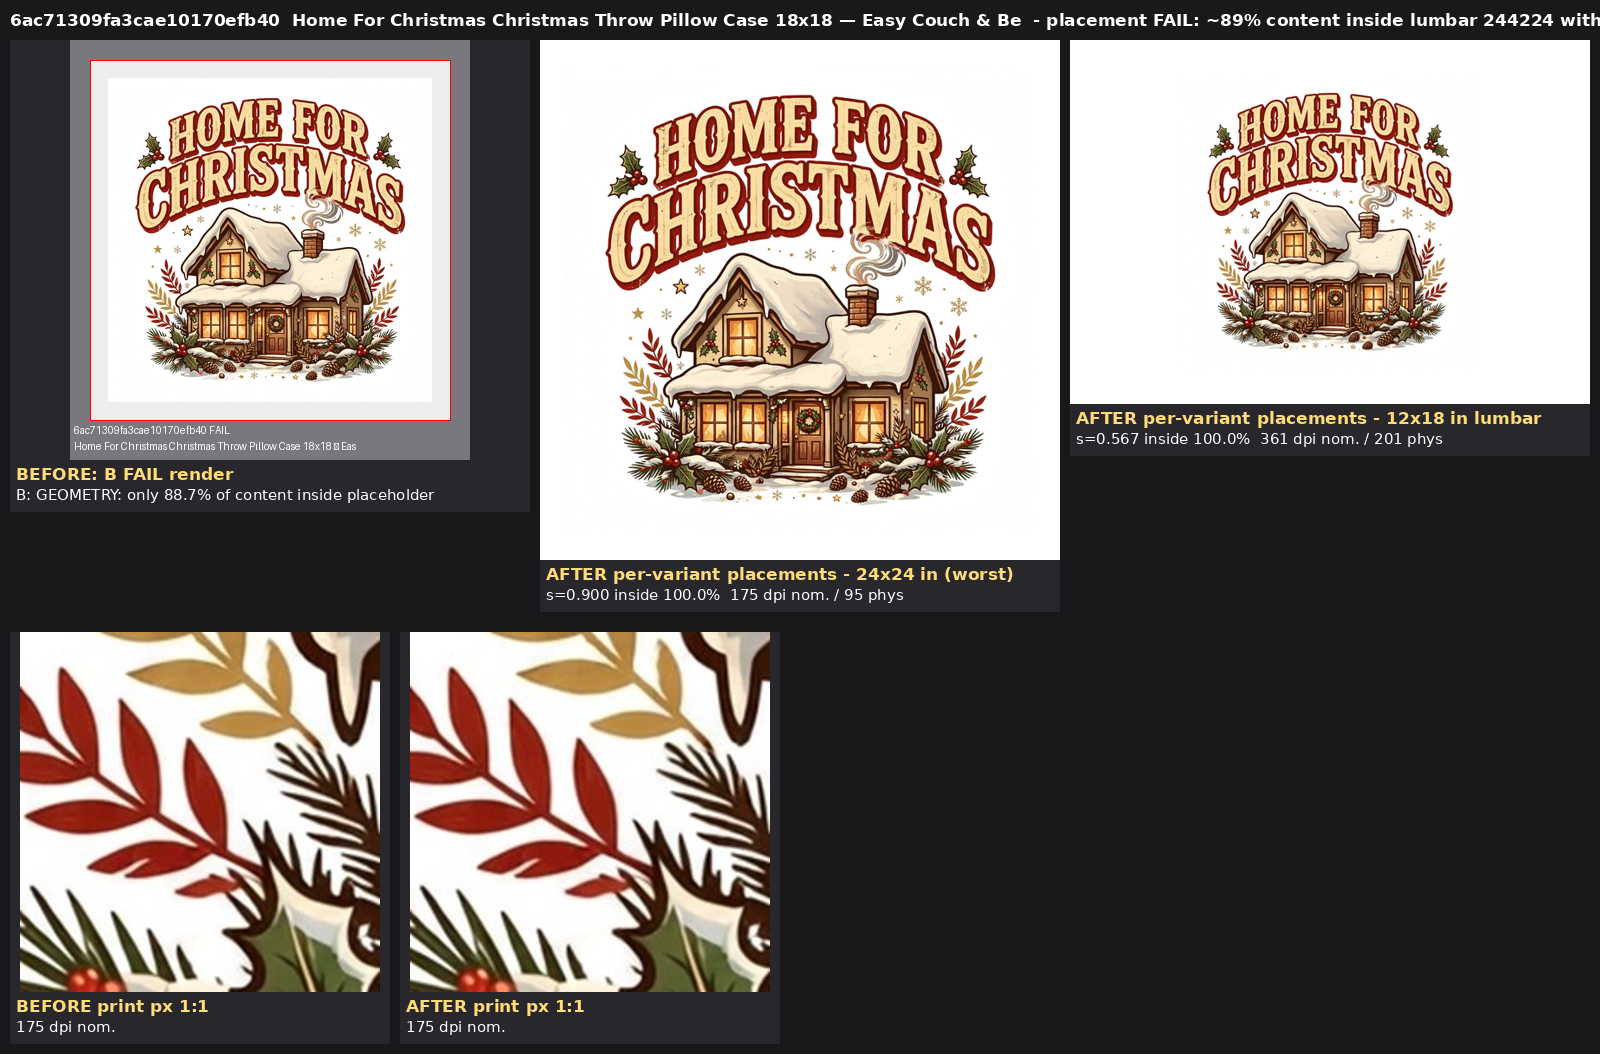 6ac71309fa3cae10170efb40 Home For Christmas Christmas Throw Pillow Case 18x18 — Easy Couch & Be - placement FAIL: ~89% content inside lumbar 244224 with
HOME FOR
CHRISTMAS
6ac71309fa3cae10170efb40 FAIL
Home For Christmas Christmas Throw Pillow Case 18x18 ☒ Eas
BEFORE: B FAIL render
B: GEOMETRY: only 88.7% of content inside placeholder
HOME FOR
CHRISTMAS
AFTER per-variant placements - 24x24 in (worst)
s=0.900 inside 100.0% 175 dpi nom. / 95 phys
HOME FOR
CHRISTMAS
AFTER per-variant placements - 12x18 in lumbar
s=0.567 inside 100.0% 361 dpi nom. / 201 phys
BEFORE print px 1:1
175 dpi nom.
AFTER print px 1:1
175 dpi nom.